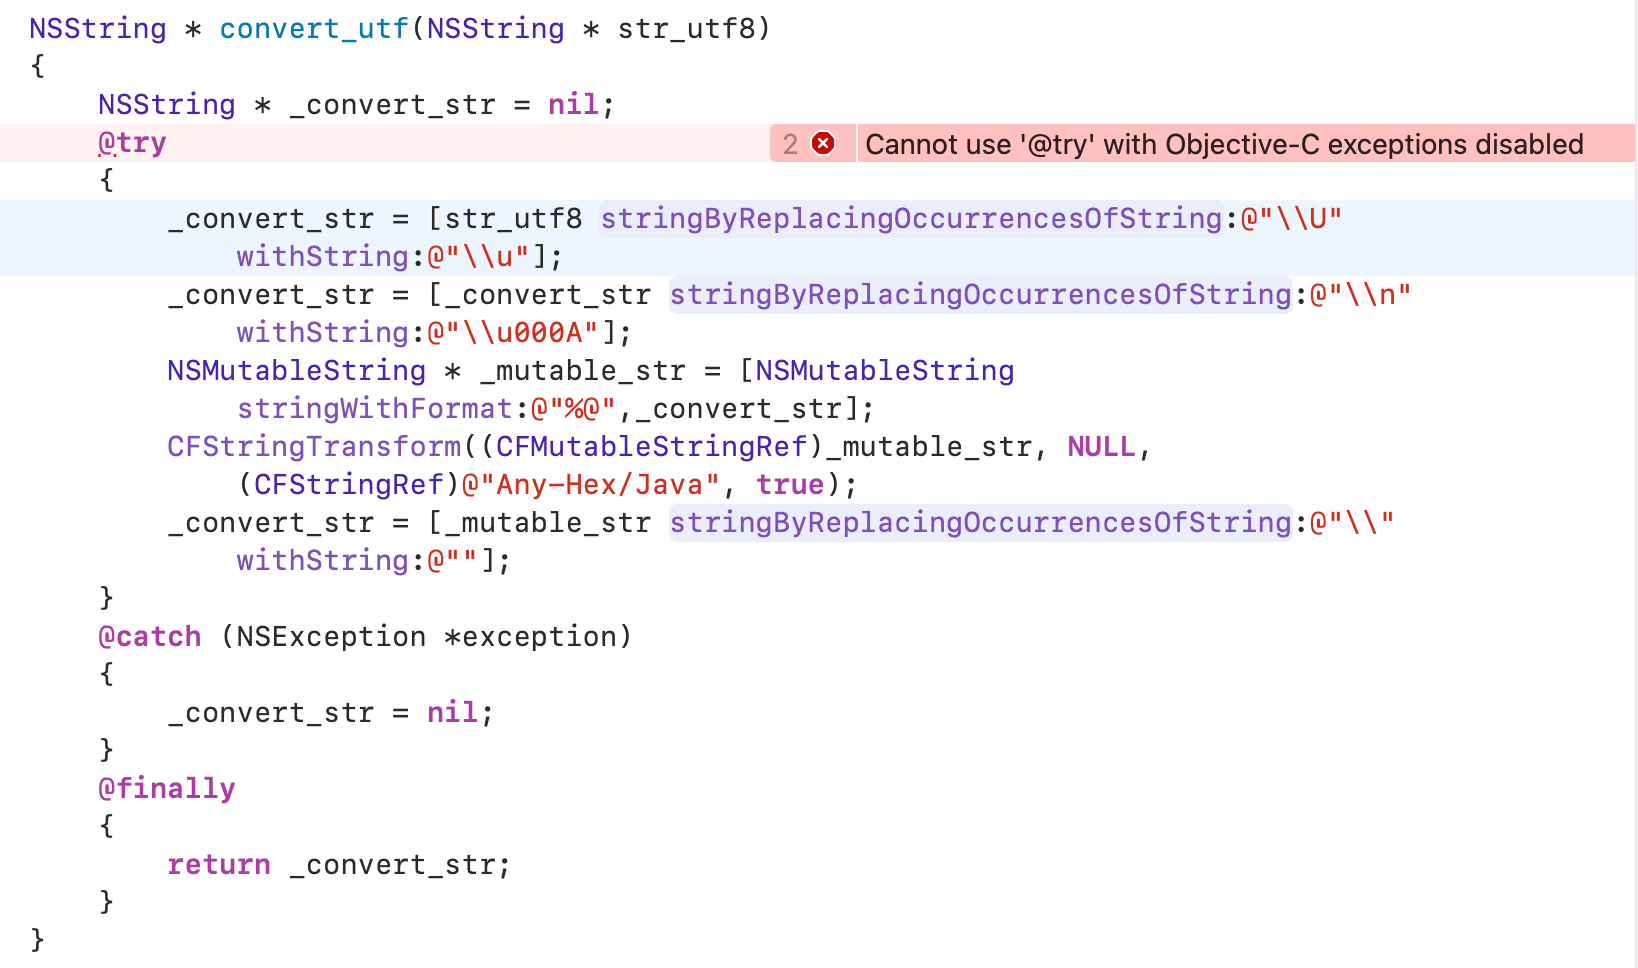 NSString * convert_utf(NSString * str_utf8)
{
NSString * _convert_str = nil;
@try 2 Cannot use '@try' with Objective-C exceptions disabled
{
_convert_str = [str_utf8 stringByReplacingOccurrencesOfString:@"\\U"
withString:@"\\u"];
_convert_str = [_convert_str stringByReplacingOccurrencesOfString:@"\\n"
withString:@"\\u000A"];
NSMutableString * _mutable_str = [NSMutableString
stringWithFormat:@"%@",_convert_str];
CFStringTransform((CFMutableStringRef)_mutable_str, NULL,
(CFStringRef)@"Any-Hex/Java", true);
_convert_str = [_mutable_str stringByReplacingOccurrencesOfString:@"\\"
withString:@""];
}
@catch (NSException *exception)
{
_convert_str = nil;
}
@finally
{
return _convert_str;
}
}